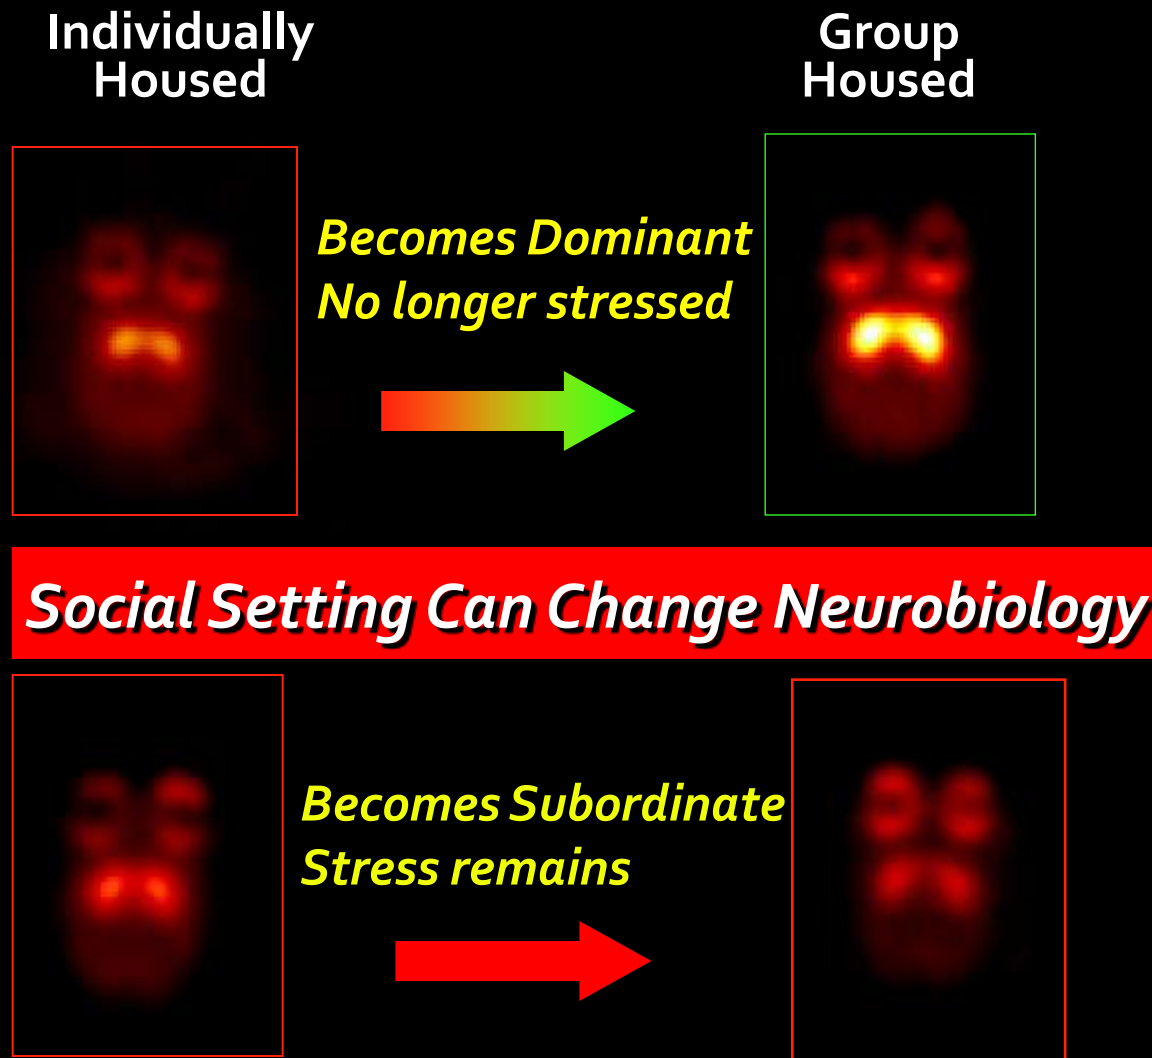 Individually
Housed
Group
Housed
Becomes Dominant
No longer stressed
Social Setting Can Change Neurobiology
Becomes Subordinate
Stress remains